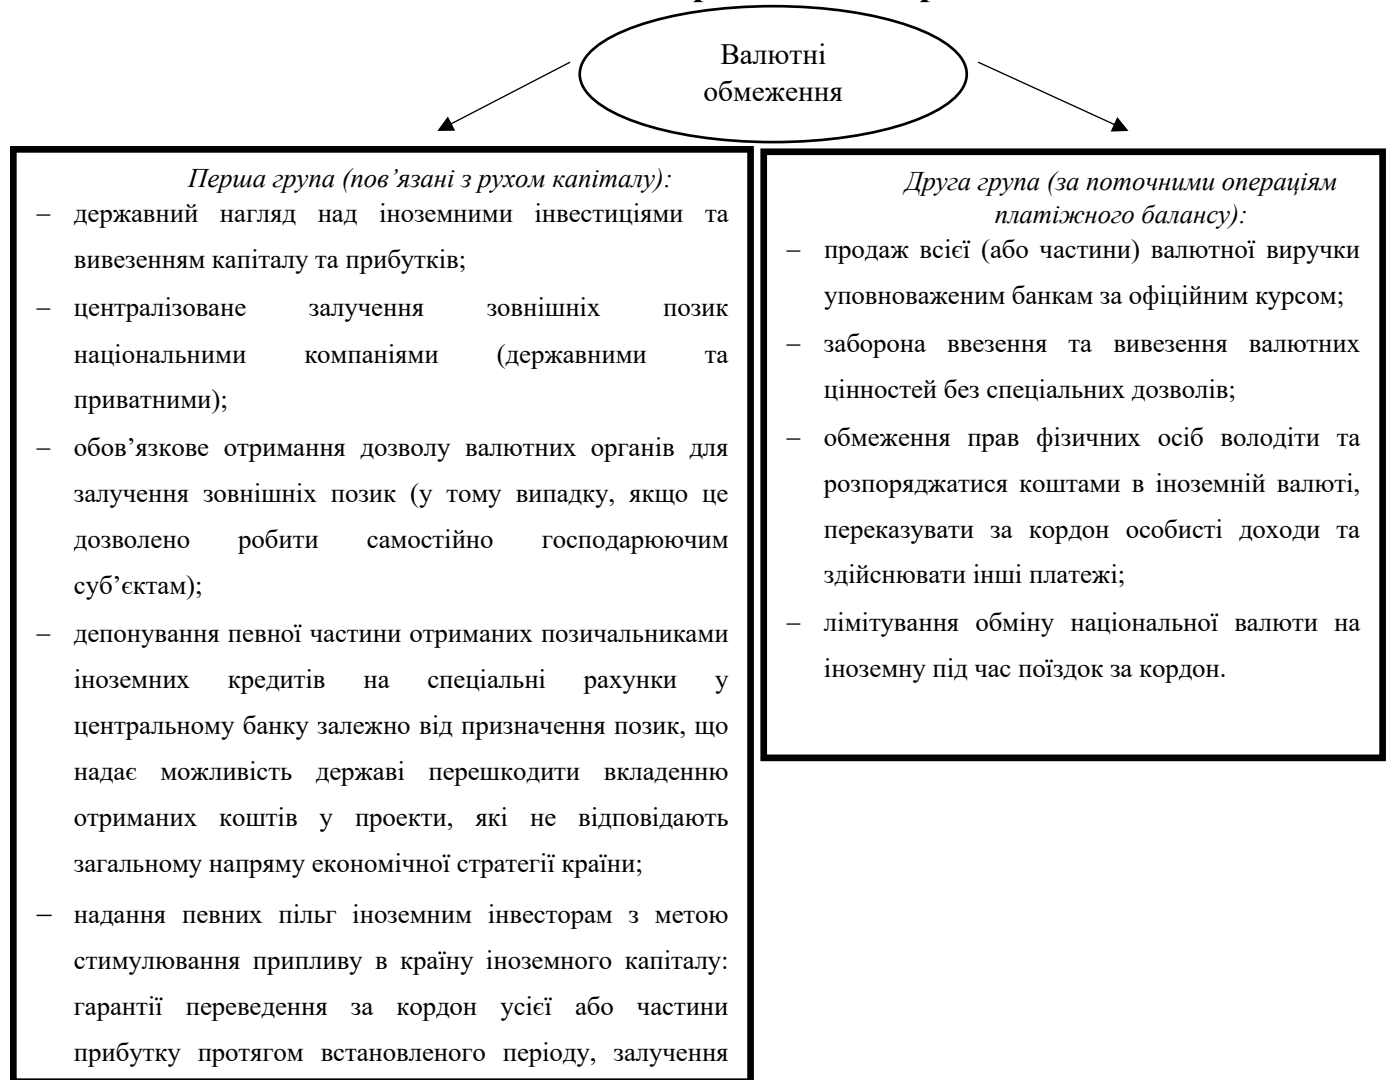 Валютні
обмеження
Перша група (пов’язані з рухом капіталу):
– державний нагляд над іноземними інвестиціями та
вивезенням капіталу та прибутків;
– централізоване залучення зовнішніх позик
національними компаніями (державними та
приватними);
– обов’язкове отримання дозволу валютних органів для
залучення зовнішніх позик (у тому випадку, якщо це
дозволено робити самостійно господарюючим
суб’єктам);
– депонування певної частини отриманих позичальниками
іноземних кредитів на спеціальні рахунки у
центральному банку залежно від призначення позик, що
надає можливість державі перешкодити вкладенню
отриманих коштів у проекти, які не відповідають
загальному напряму економічної стратегії країни;
– надання певних пільг іноземним інвесторам з метою
стимулювання припливу в країну іноземного капіталу:
гарантії переведення за кордон усієї або частини
прибутку протягом встановленого періоду, залучення
Друга група (за поточними операціям
платіжного балансу):
– продаж всієї (або частини) валютної виручки
уповноваженим банкам за офіційним курсом;
– заборона ввезення та вивезення валютних
цінностей без спеціальних дозволів;
– обмеження прав фізичних осіб володіти та
розпоряджатися коштами в іноземній валюті,
переказувати за кордон особисті доходи та
здійснювати інші платежі;
– лімітування обміну національної валюти на
іноземну під час поїздок за кордон.